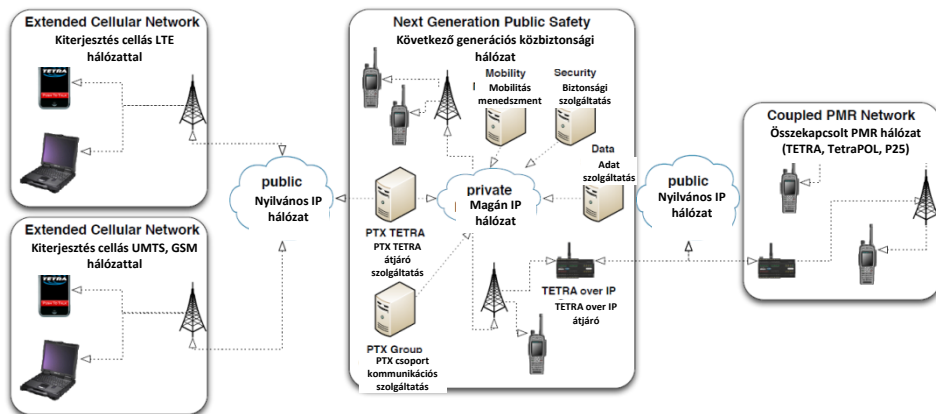 Extended Cellular Network
Kiterjesztés cellás LTE
hálózattal
TETRA
public
Nyilvános IP
hálózat
Extended Cellular Network
Kiterjesztés cellás UMTS, GSM
hálózattal
TETRA
Next Generation Public Safety
Következő generációs közbiztonsági
hálózat
Mobility
Mobilitás
menedszment
Security
Biztonsági
szolgáltatás
Data
Adat
szolgáltatás
private
Magán IP
hálózat
PTX TETRA
PTX TETRA
átjáró
szolgáltatás
PTX Group
PTX csoport
kommunikációs
szolgáltatás
TETRA over IP
TETRA over IP
átjáró
public
Nyilvános IP
hálózat
Coupled PMR Network
Összekapcsolt PMR hálózat
(TETRA, TetraPOL, P25)